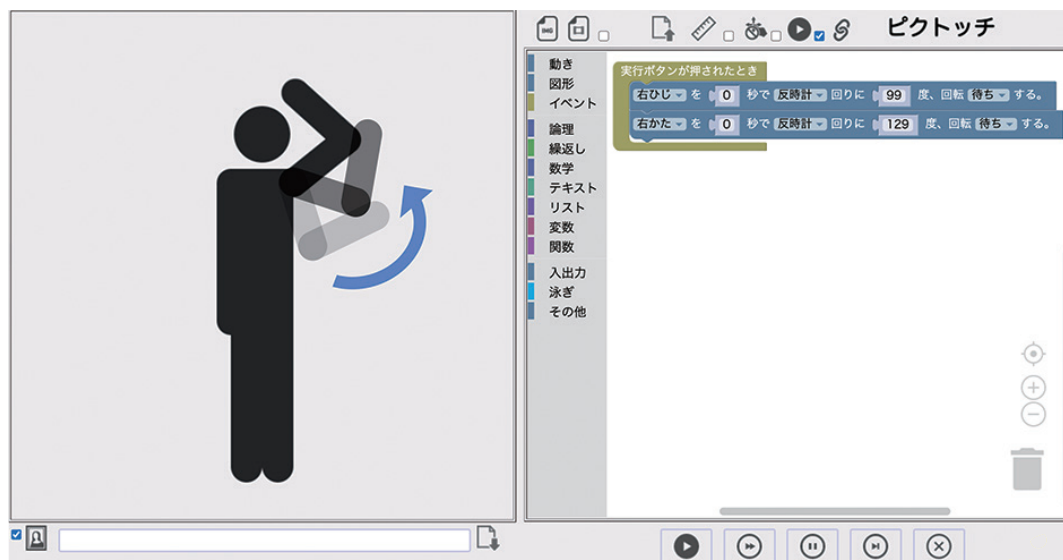 ピクトッチ
動き
図形
イベント
論理
繰返し
数学
テキスト
リスト
変数
関数
入出力
泳ぎ
その他
実行ボタンが押されたとき
右ひじ を 0 秒で 反時計 回りに 99 度、回転 待ち する。
右かた を 0 秒で 反時計 回りに 129 度、回転 待ち する。